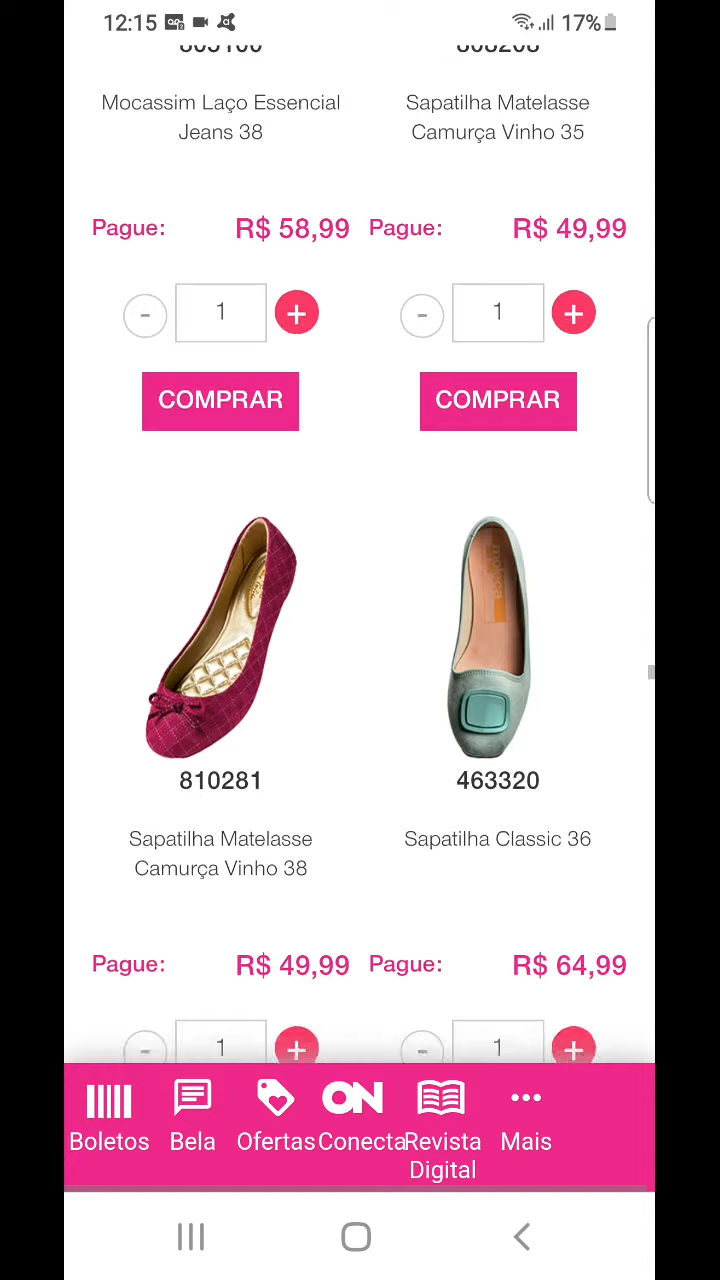 12:15
17%
Mocassim Laço Essencial
Jeans 38
Sapatilha Matelasse
Camurça Vinho 35
Pague: R$ 58,99
Pague: R$ 49,99
- 1 +
- 1 +
COMPRAR
COMPRAR
moleca
810281
463320
Sapatilha Matelasse
Camurça Vinho 38
Sapatilha Classic 36
Pague: R$ 49,99
Pague: R$ 64,99
- 1 +
- 1 +
ON
Boletos
Bela
Ofertas
Conecta
Revista
Digital
Mais